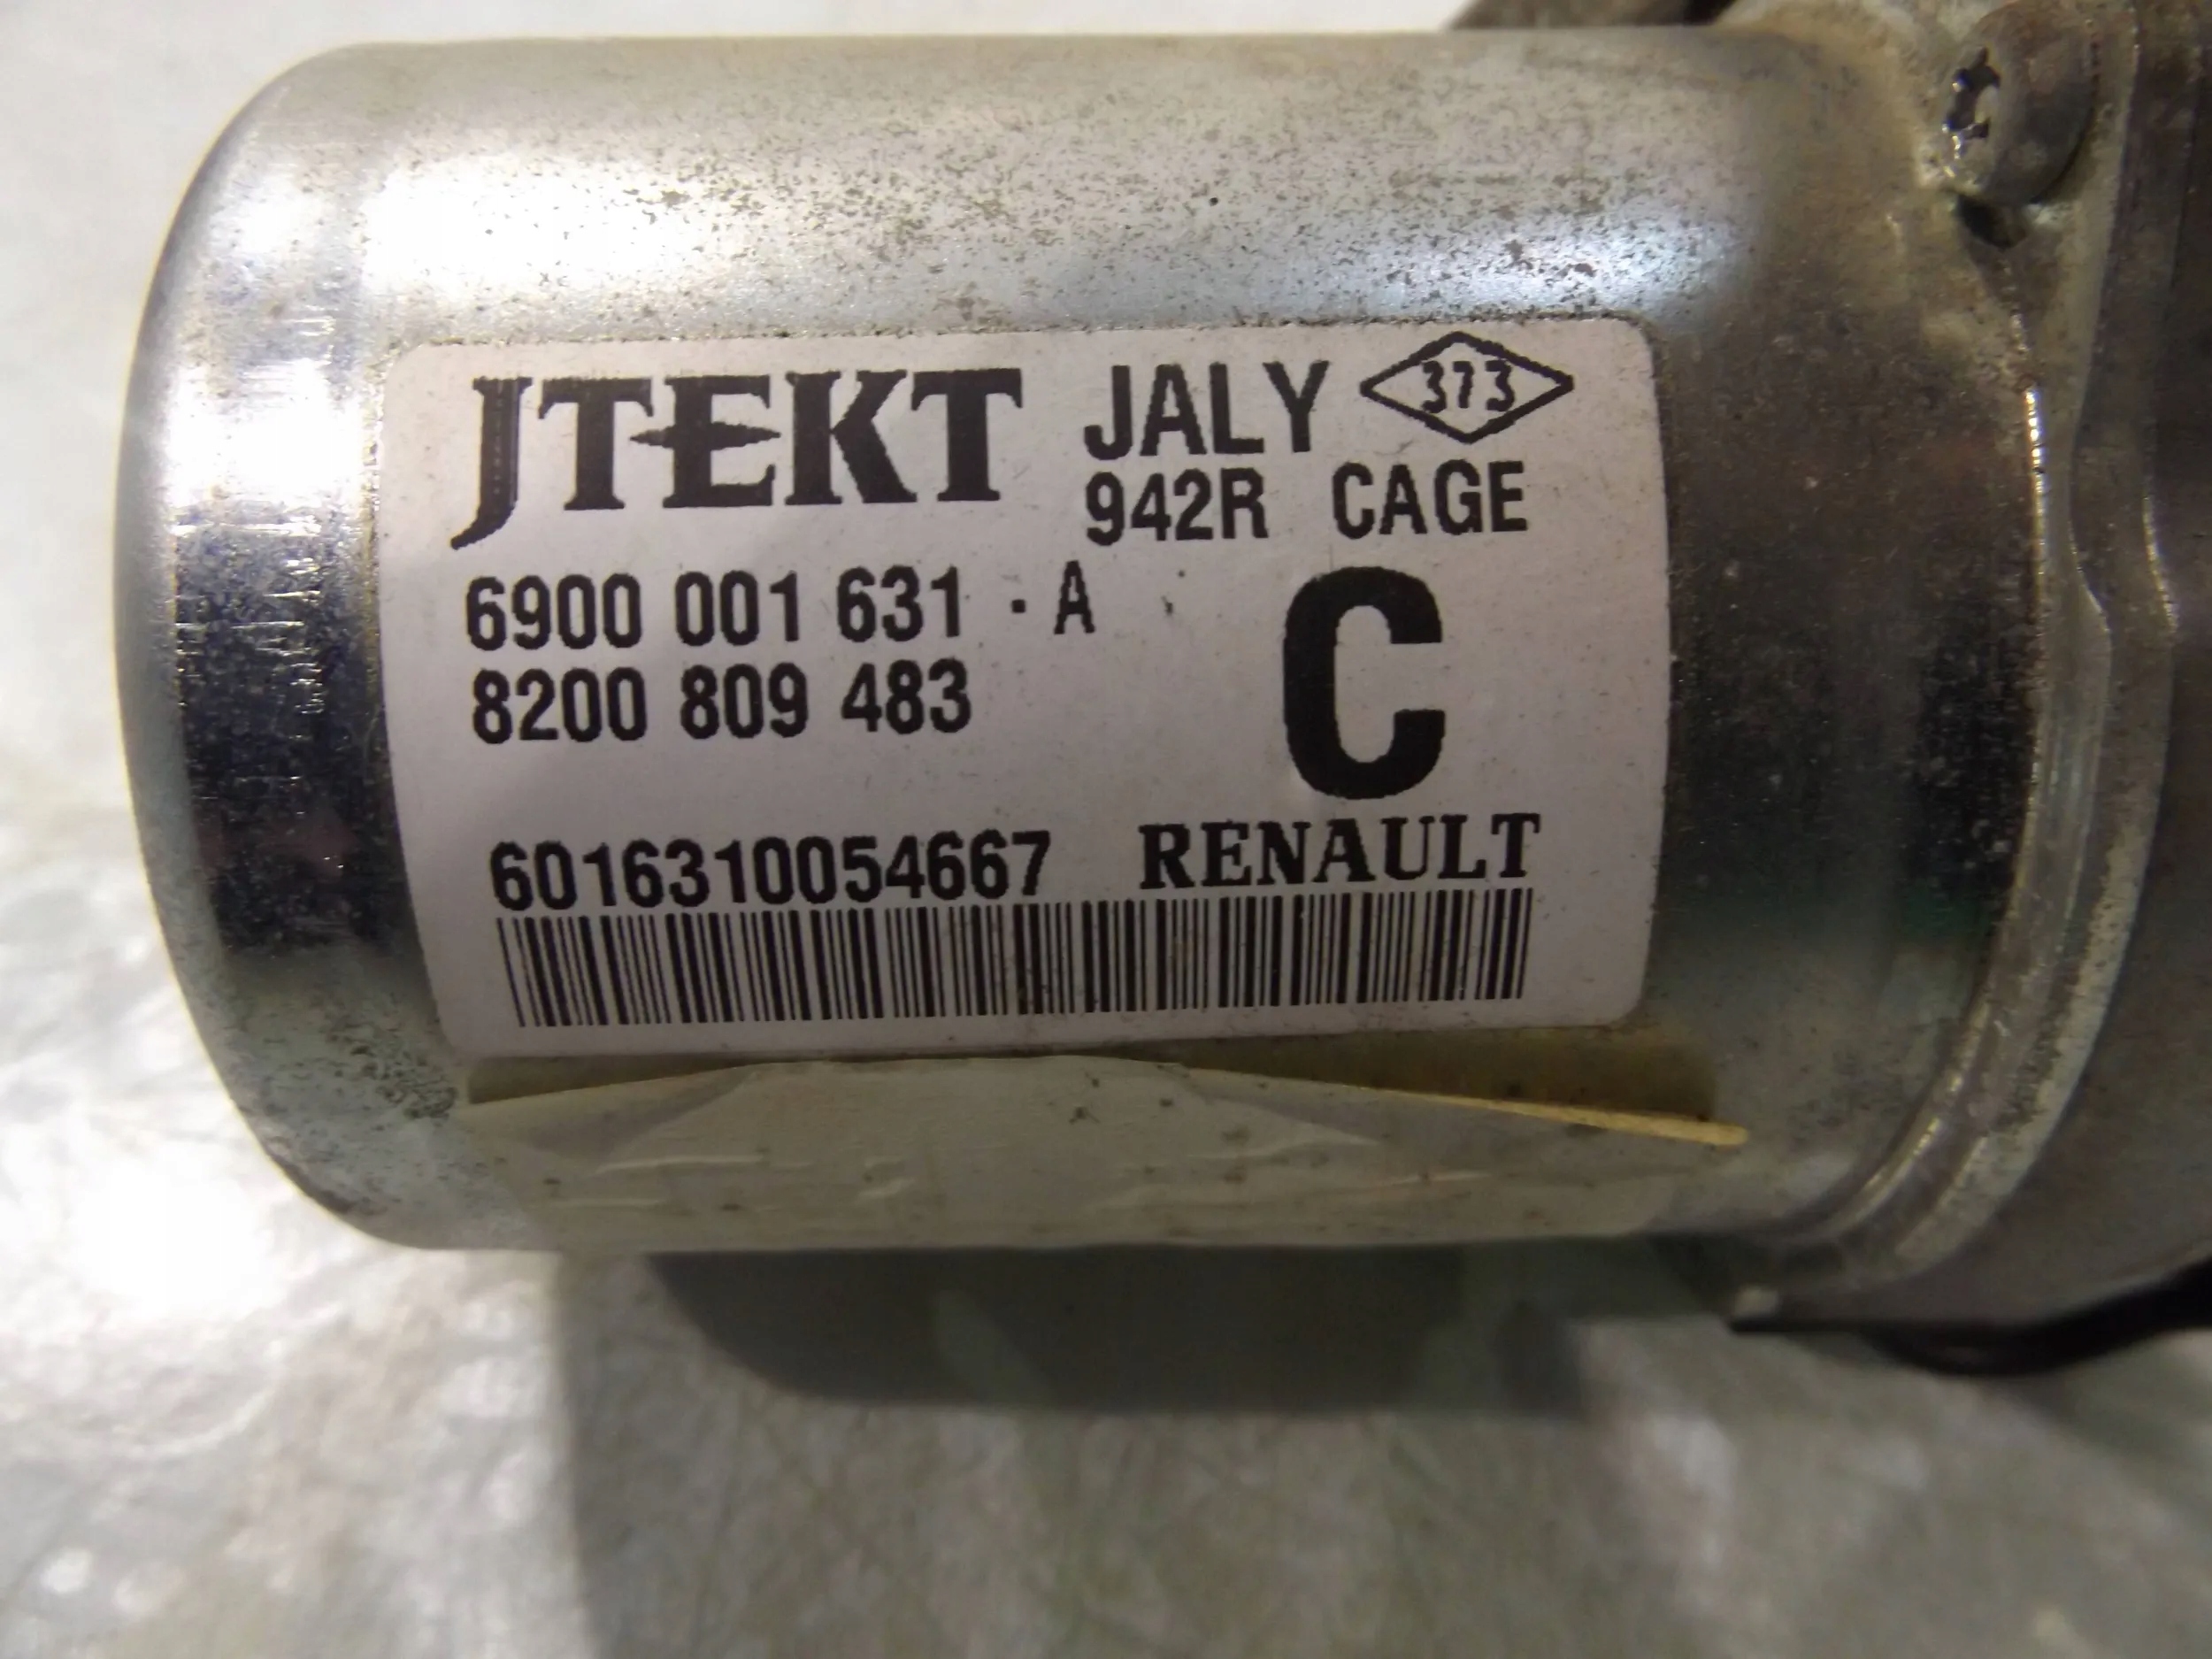 JTEKT JALY 373
942R CAGE
6900 001 631 - A
C
8200 809 483
6016310054667 RENAULT